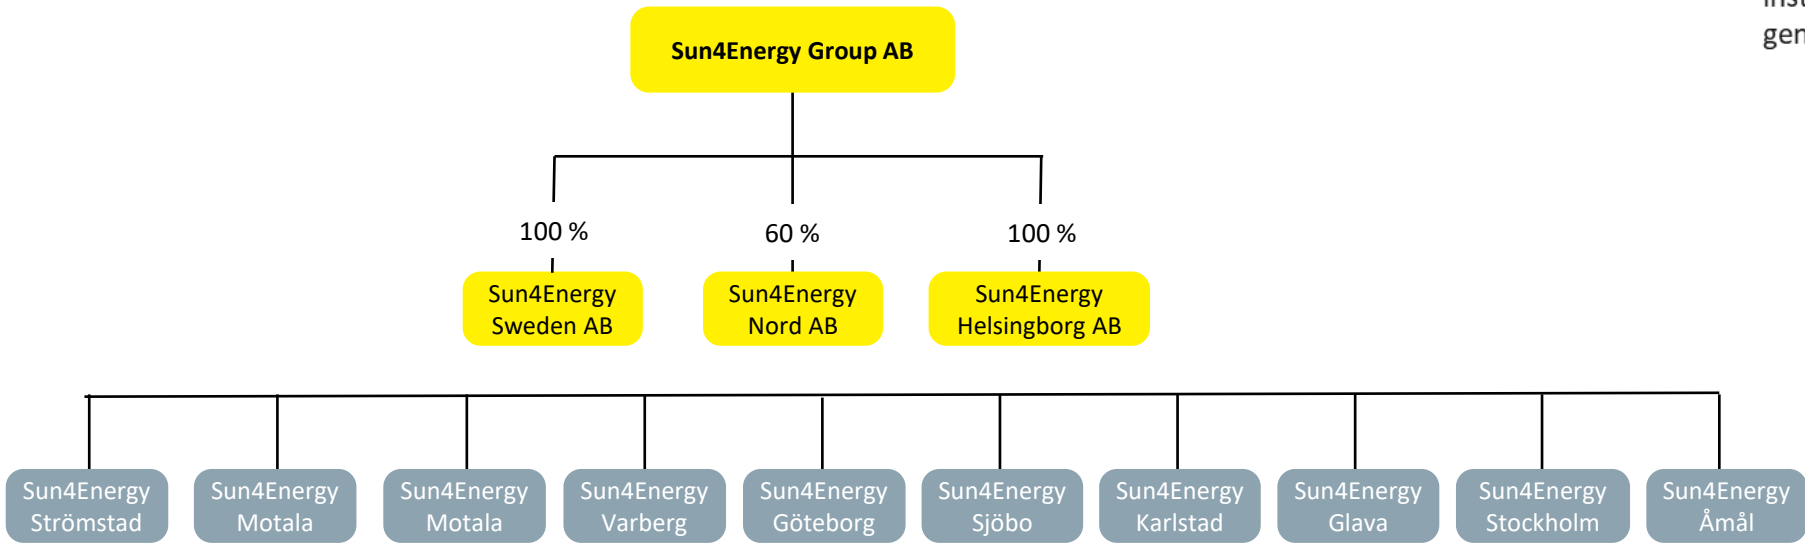 gen
Sun4Energy Group AB
100 %
60 %
100 %
Sun4Energy
Sweden AB
Sun4Energy
Nord AB
Sun4Energy
Helsingborg AB
Sun4Energy
Strömstad
Sun4Energy
Motala
Sun4Energy
Motala
Sun4Energy
Varberg
Sun4Energy
Göteborg
Sun4Energy
Sjöbo
Sun4Energy
Karlstad
Sun4Energy
Glava
Sun4Energy
Stockholm
Sun4Energy
Åmål